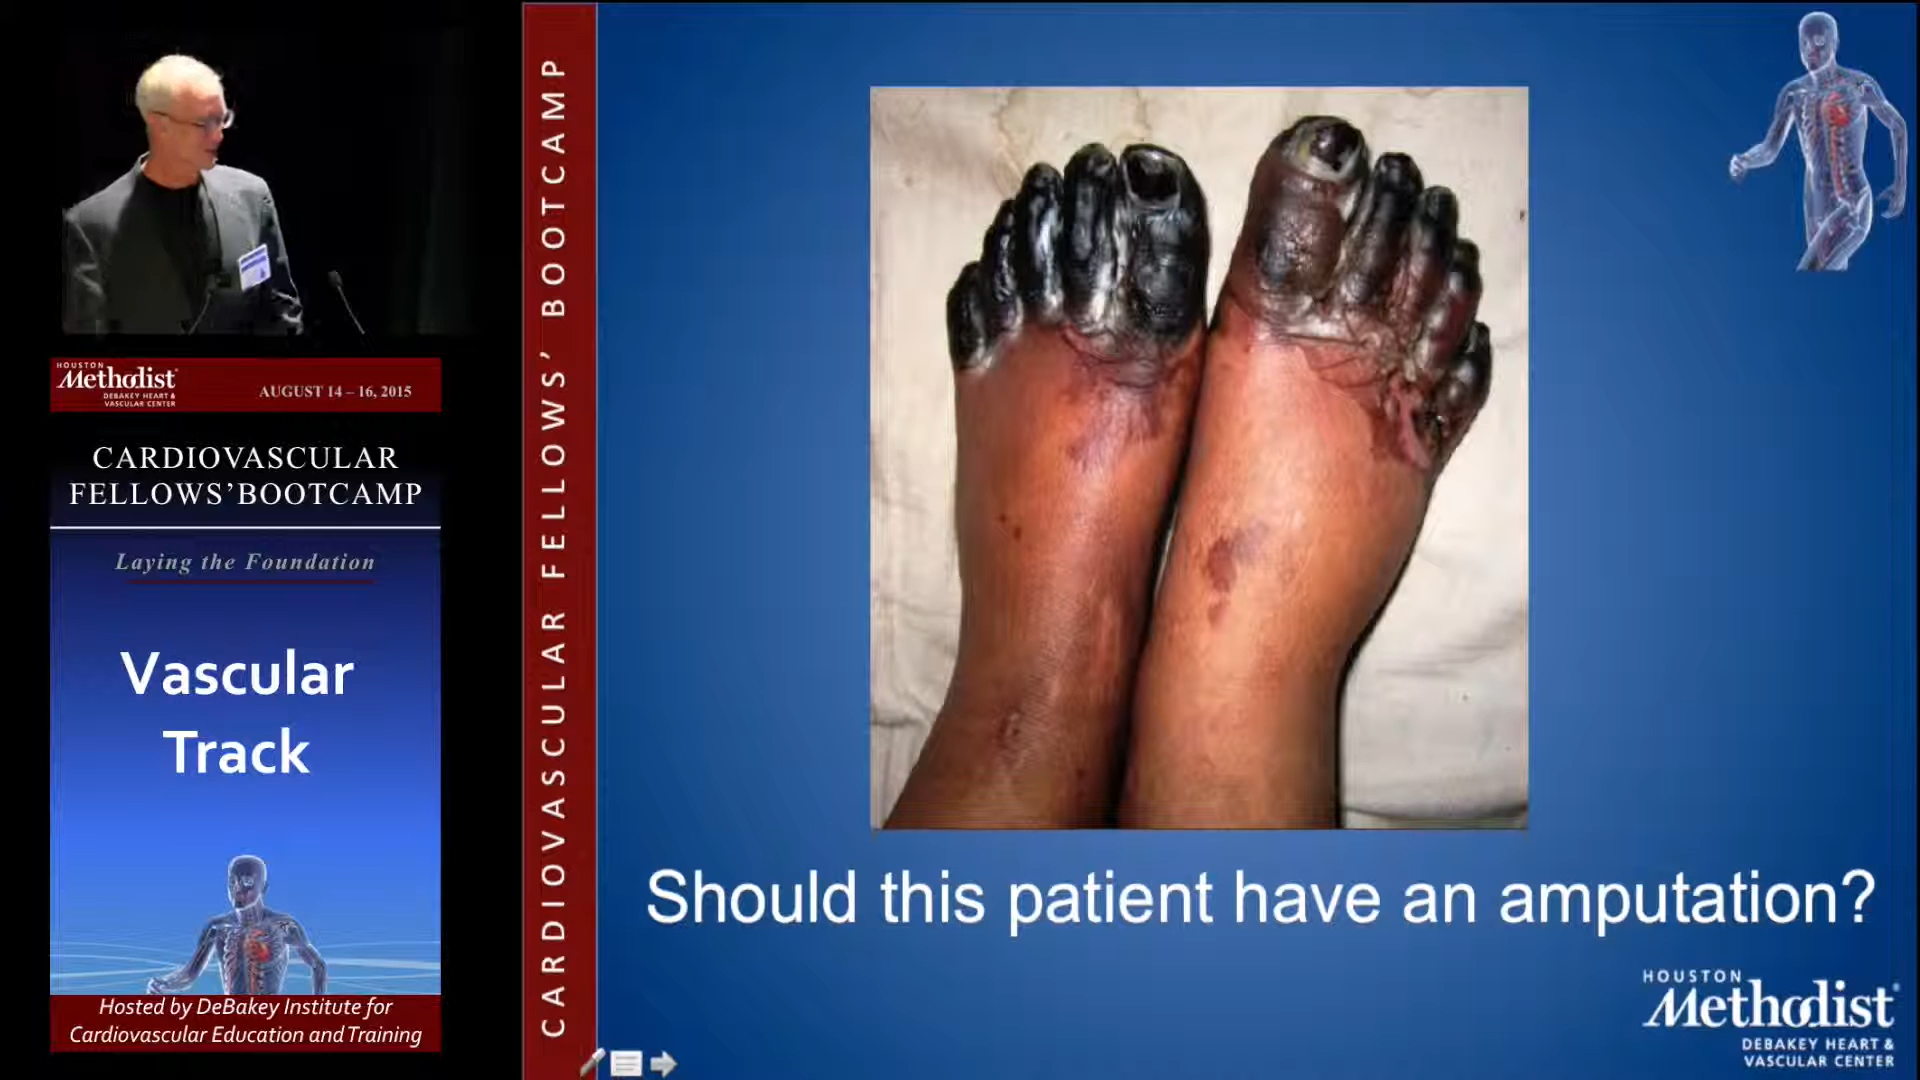 HOUSTON
Methodist
DEBAKEY HEART &
VASCULAR CENTER
AUGUST 14 – 16, 2015
CARDIOVASCULAR
FELLOWS’BOOTCAMP
Laying the Foundation
Vascular
Track
Hosted by DeBakey Institute for
Cardiovascular Education and Training
CARDIOVASCULAR FELLOWS’ BOOTCAMP
Should this patient have an amputation?
HOUSTON
Methodist
DEBAKEY HEART &
VASCULAR CENTER